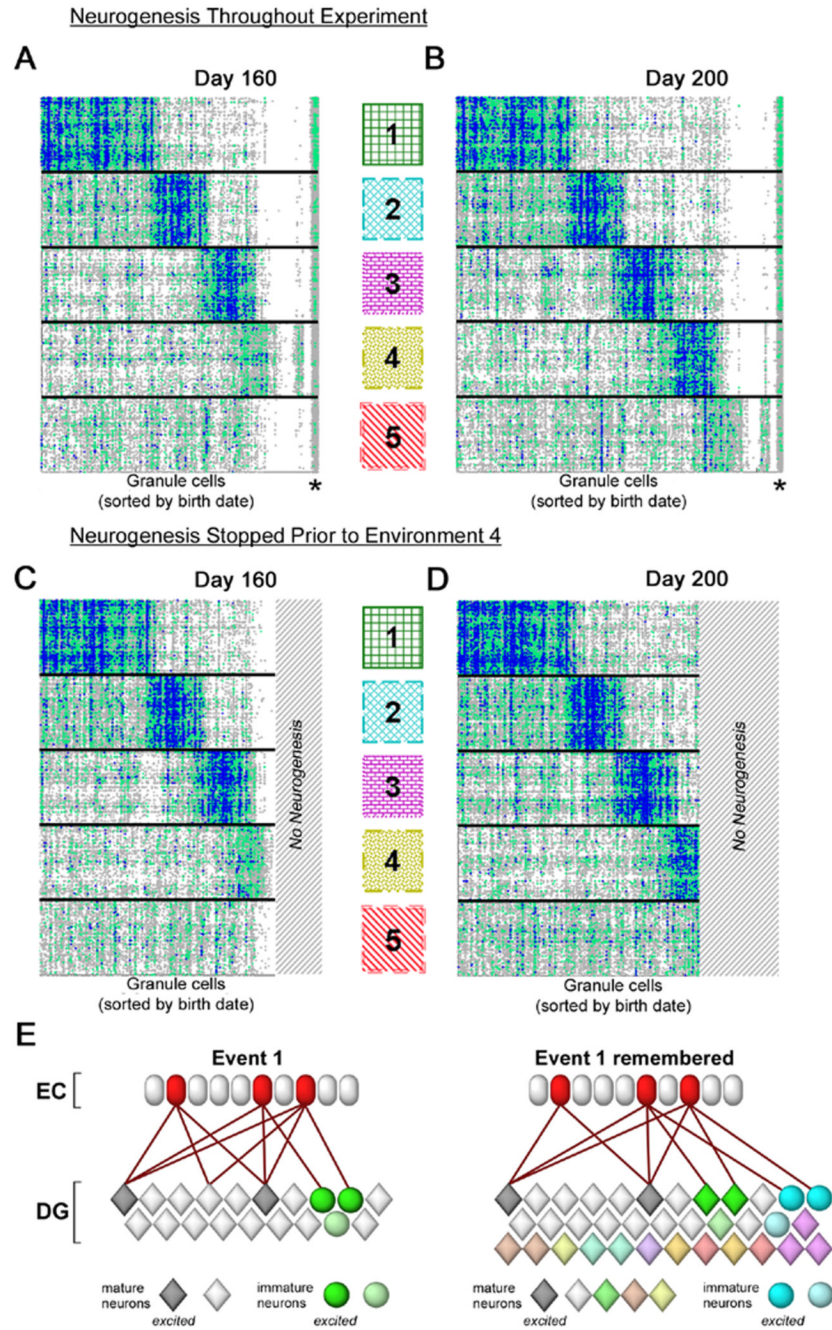 Neurogenesis Throughout Experiment
A
Day 160
B
Day 200
1
2
3
4
5
Granule cells
(sorted by birth date)
*
Granule cells
(sorted by birth date)
*
Neurogenesis Stopped Prior to Environment 4
C
Day 160
D
Day 200
No Neurogenesis
1
2
3
4
5
No Neurogenesis
Granule cells
(sorted by birth date)
Granule cells
(sorted by birth date)
E
Event 1
Event 1 remembered
EC
DG
mature
neurons
excited
immature
neurons
excited
mature
neurons
excited
immature
neurons
excited